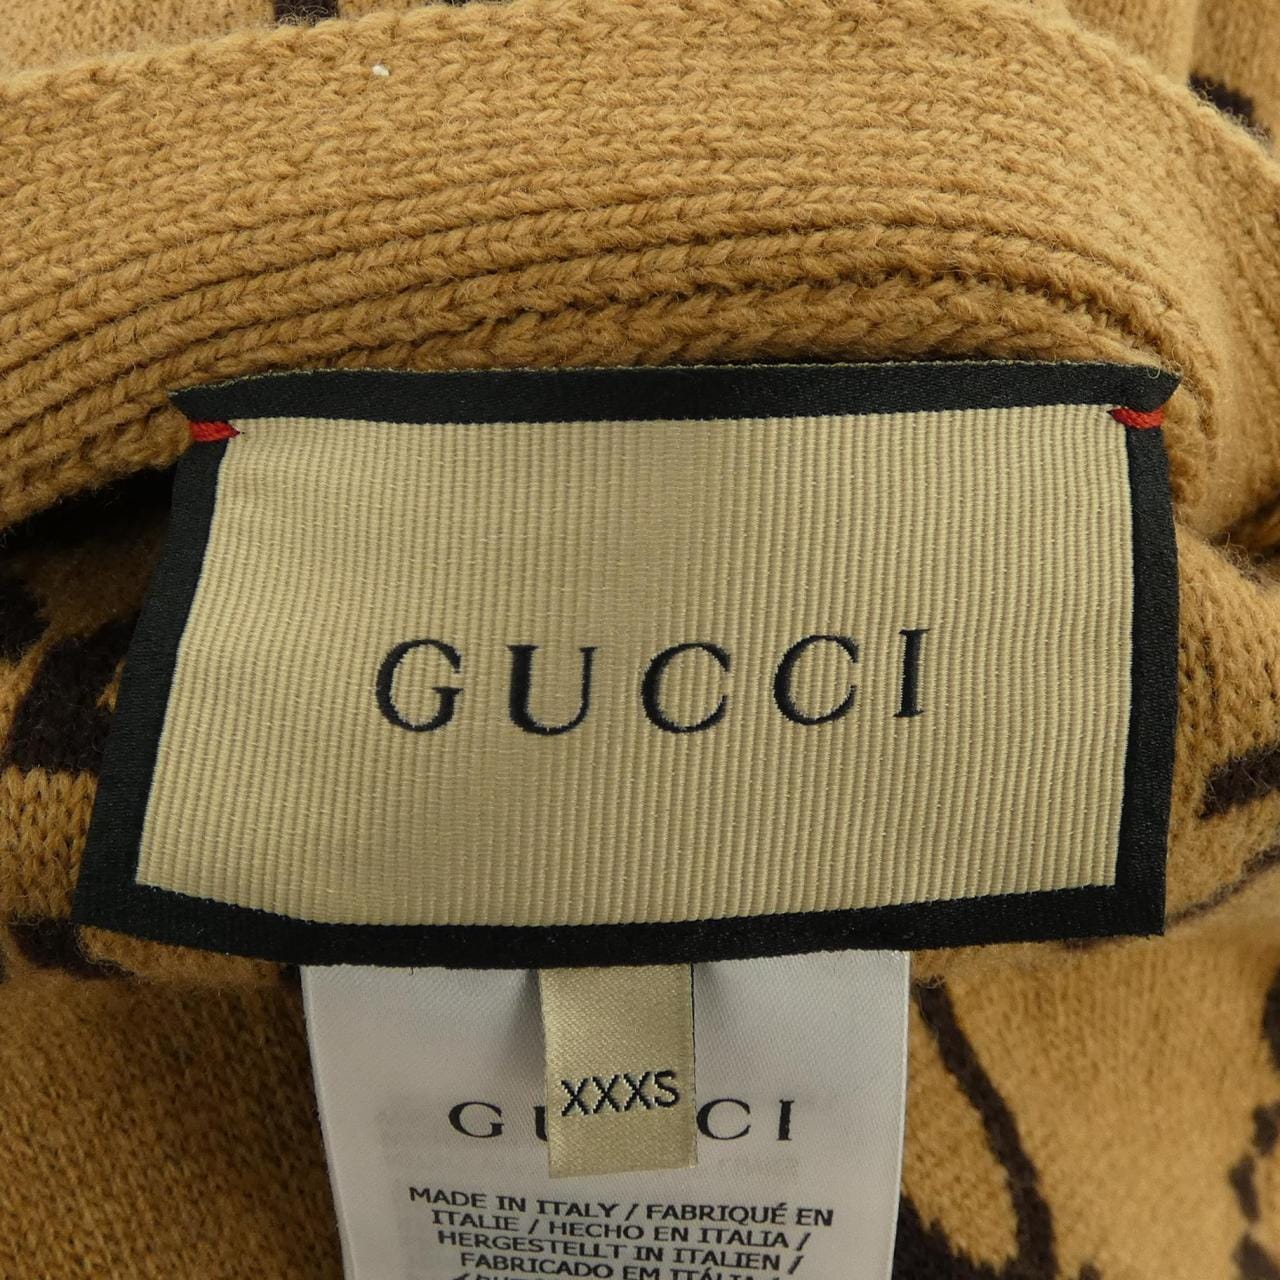 GUCCI
XXXS
GUCCI
MADE IN ITALY / FABRIQUÉ EN
ITALIE / HECHO EN ITALIA /
HERGESTELLT IN ITALIEN /
FABRICADO EM ITÁLIA /